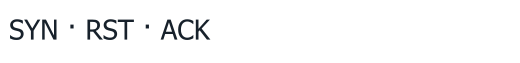 SYN · RST · ACK